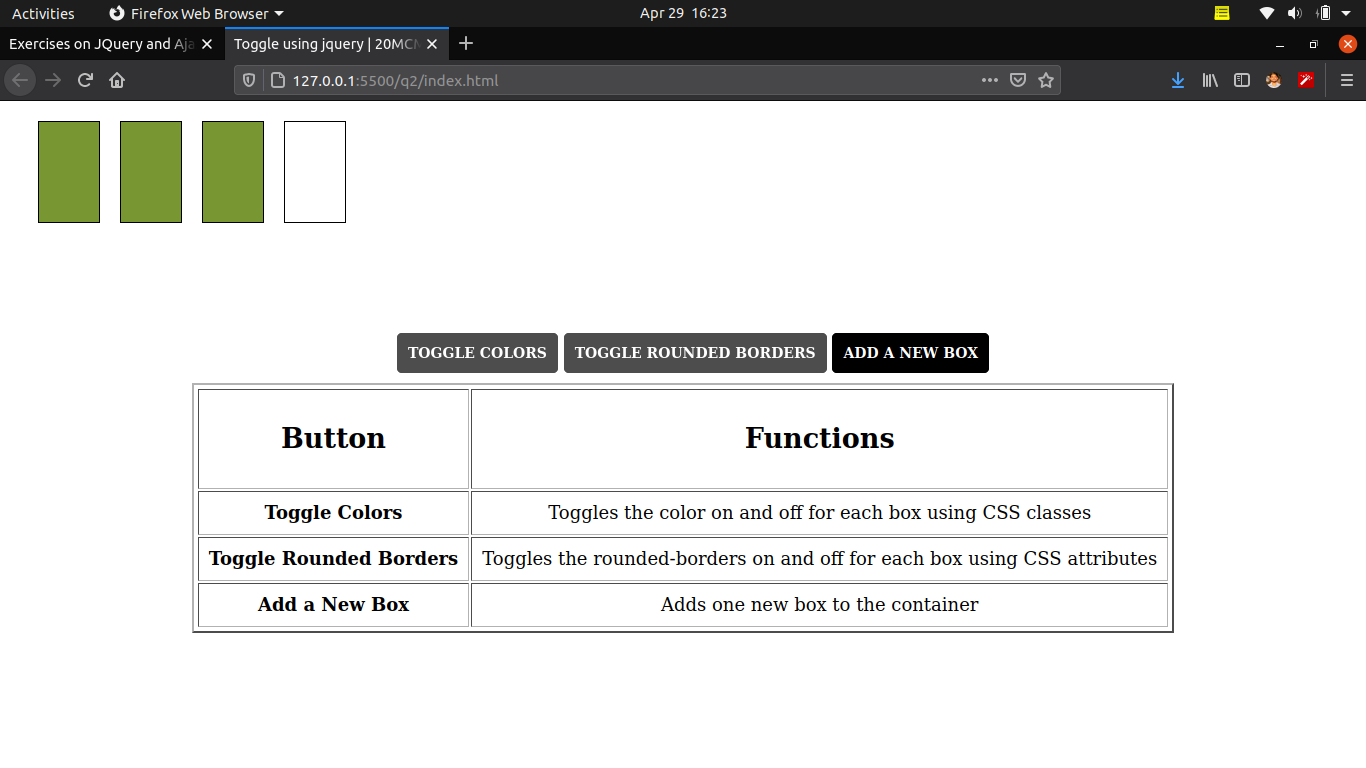 Activities Firefox Web Browser Apr 29 16:23
Exercises on JQuery and Aja Toggle using jquery | 20MCM
127.0.0.1:5500/q2/index.html
TOGGLE COLORS TOGGLE ROUNDED BORDERS ADD A NEW BOX
Button Functions
Toggle Colors Toggles the color on and off for each box using CSS classes
Toggle Rounded Borders Toggles the rounded-borders on and off for each box using CSS attributes
Add a New Box Adds one new box to the container